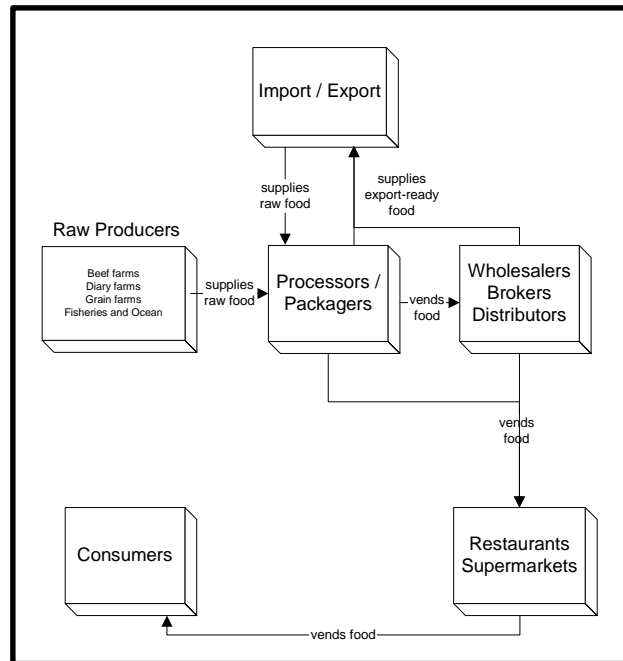 Import / Export
supplies
raw food
supplies
export-ready
food
Raw Producers
Beef farms
Diary farms
Grain farms
Fisheries and Ocean
supplies
raw food
Processors /
Packagers
vends
food
Wholesalers
Brokers
Distributors
vends
food
Consumers
Restaurants
Supermarkets
vends food